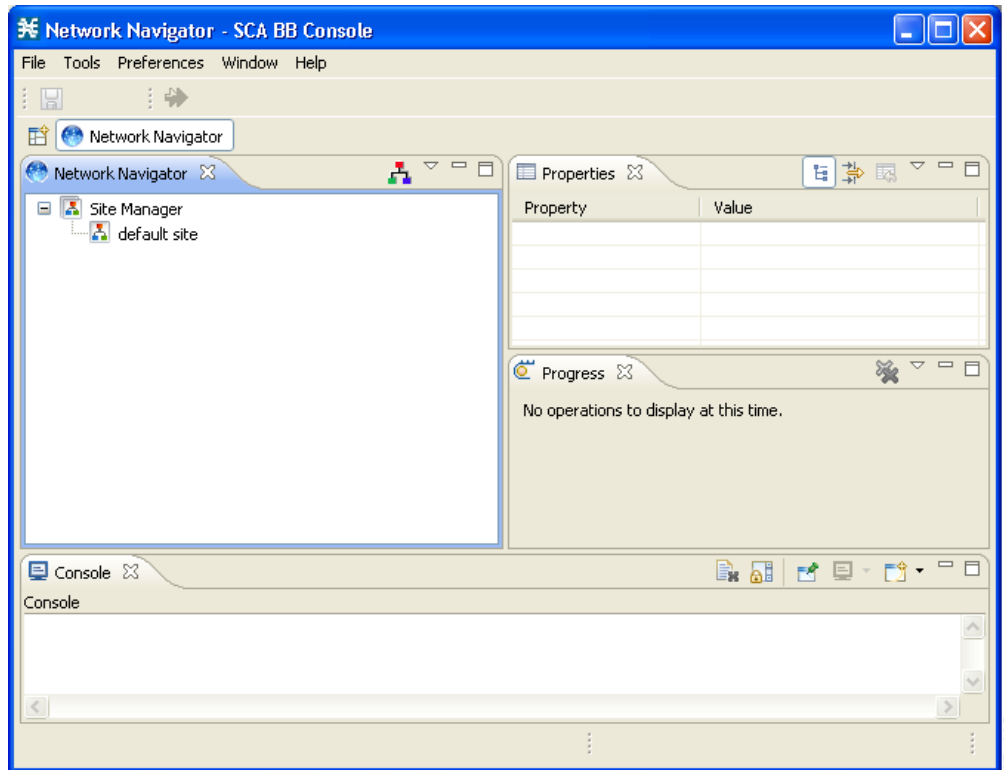 Network Navigator - SCA BB Console
File Tools Preferences Window Help
Network Navigator
Network Navigator
Site Manager
default site
Properties
Property Value
Progress
No operations to display at this time.
Console
Console